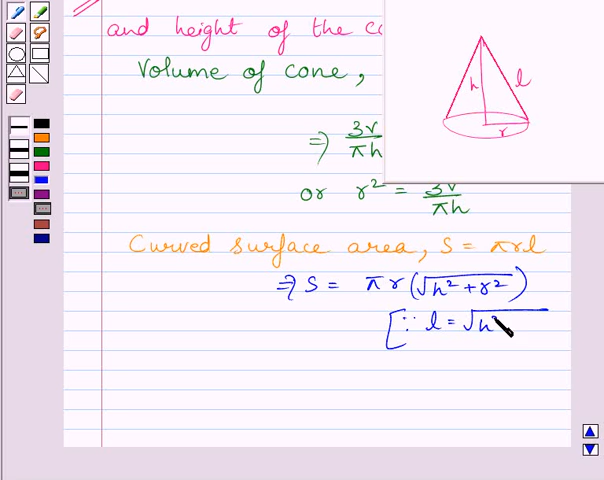 and height of the
Volume of cone,
⇒ 3v/πh
or r² = 3v/πh
h
l
r
Curved surface area, S = πrl
⇒ S = πr(√h²+r²)
[∵ l = √h²